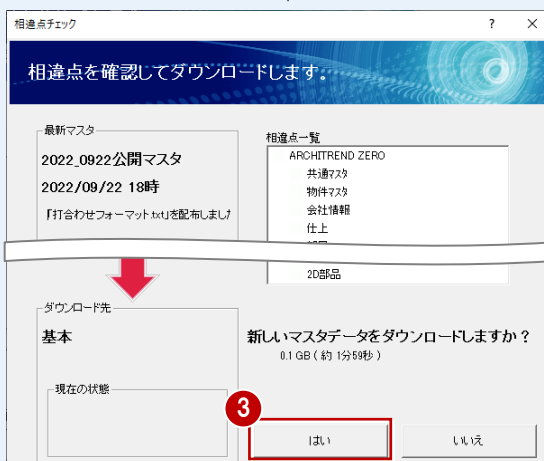 相違点チェック
? ×
相違点を確認してダウンロードします。
最新マスタ
2022_0922公開マスタ
2022/09/22 18時
『打合わせフォーマット.txt』を配布しまし
相違点一覧
ARCHITREND ZERO
共通マスタ
物件マスタ
会社情報
仕上
2D部品
ダウンロード先
基本
現在の状態
新しいマスタデータをダウンロードしますか？
0.1 GB ( 約 1分59秒 )
3
はい
いいえ